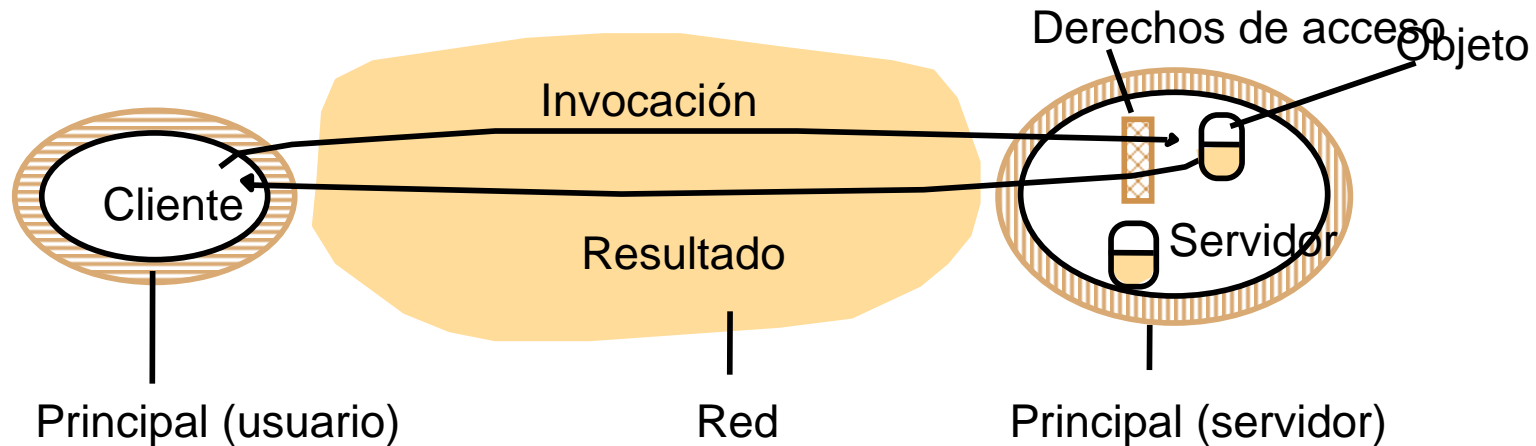 Derechos de acceso
Objeto
Invocación
Cliente
Servidor
Resultado
Principal (usuario)
Red
Principal (servidor)